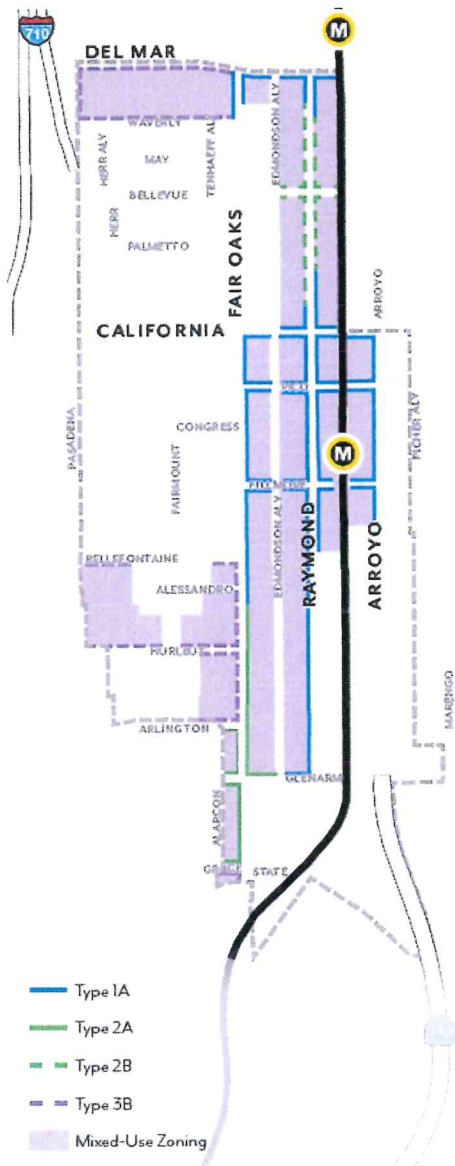 710
M
DEL MAR
WAVERLY
HERR ALY
MAY
TENHAEFF AL
EDMONDSON ALY
BELLEVUE
HERR
PALMETTO
FAIR OAKS
ARROYO
CALIFORNIA
PICO
PASADENA
FAIRMOUNT
CONGRESS
PICHER ALY
M
FILLMORE
EDMONDSON ALY
RAYMOND
ARROYO
BELLEFONTAINE
ALESSANDRO
HURLBUT
MARENGO
ARLINGTON
GLENARM
ALARCON
GRACE
STATE
Type 1A
Type 2A
Type 2B
Type 3B
Mixed-Use Zoning